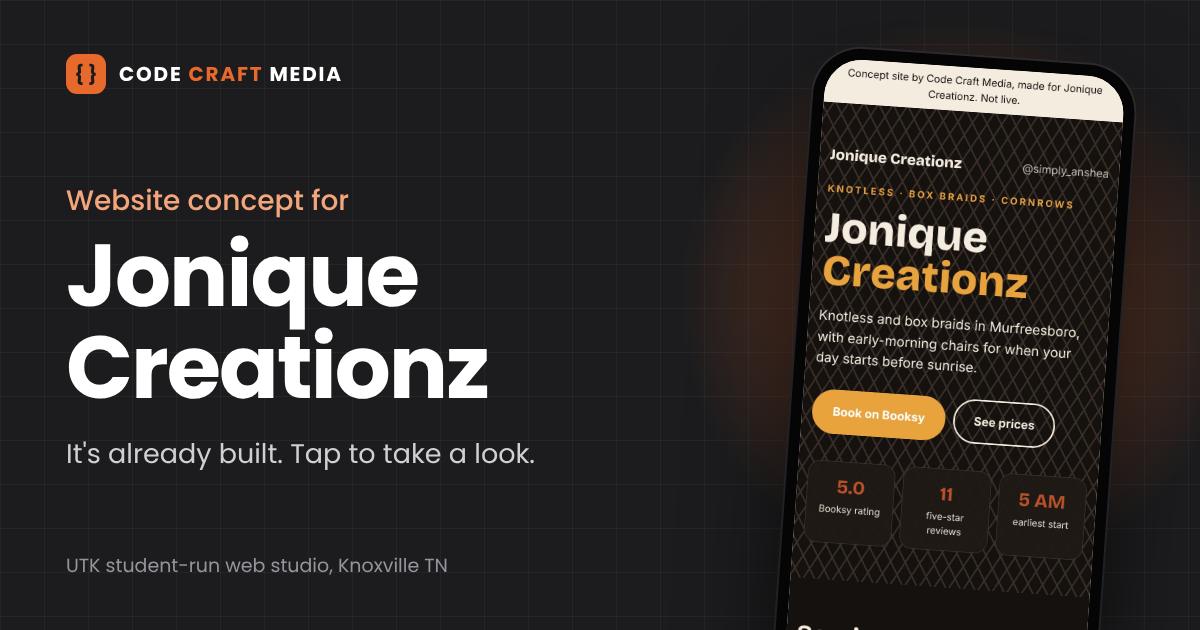 { } CODE CRAFT MEDIA
Website concept for
Jonique
Creationz
It's already built. Tap to take a look.
UTK student-run web studio, Knoxville TN
Concept site by Code Craft Media, made for Jonique
Creationz. Not live.
Jonique Creationz
@simply_anshea
KNOTLESS · BOX BRAIDS · CORNROWS
Jonique
Creationz
Knotless and box braids in Murfreesboro,
with early-morning chairs for when your
day starts before sunrise.
Book on Booksy
See prices
5.0
Booksy rating
11
five-star
reviews
5 AM
earliest start